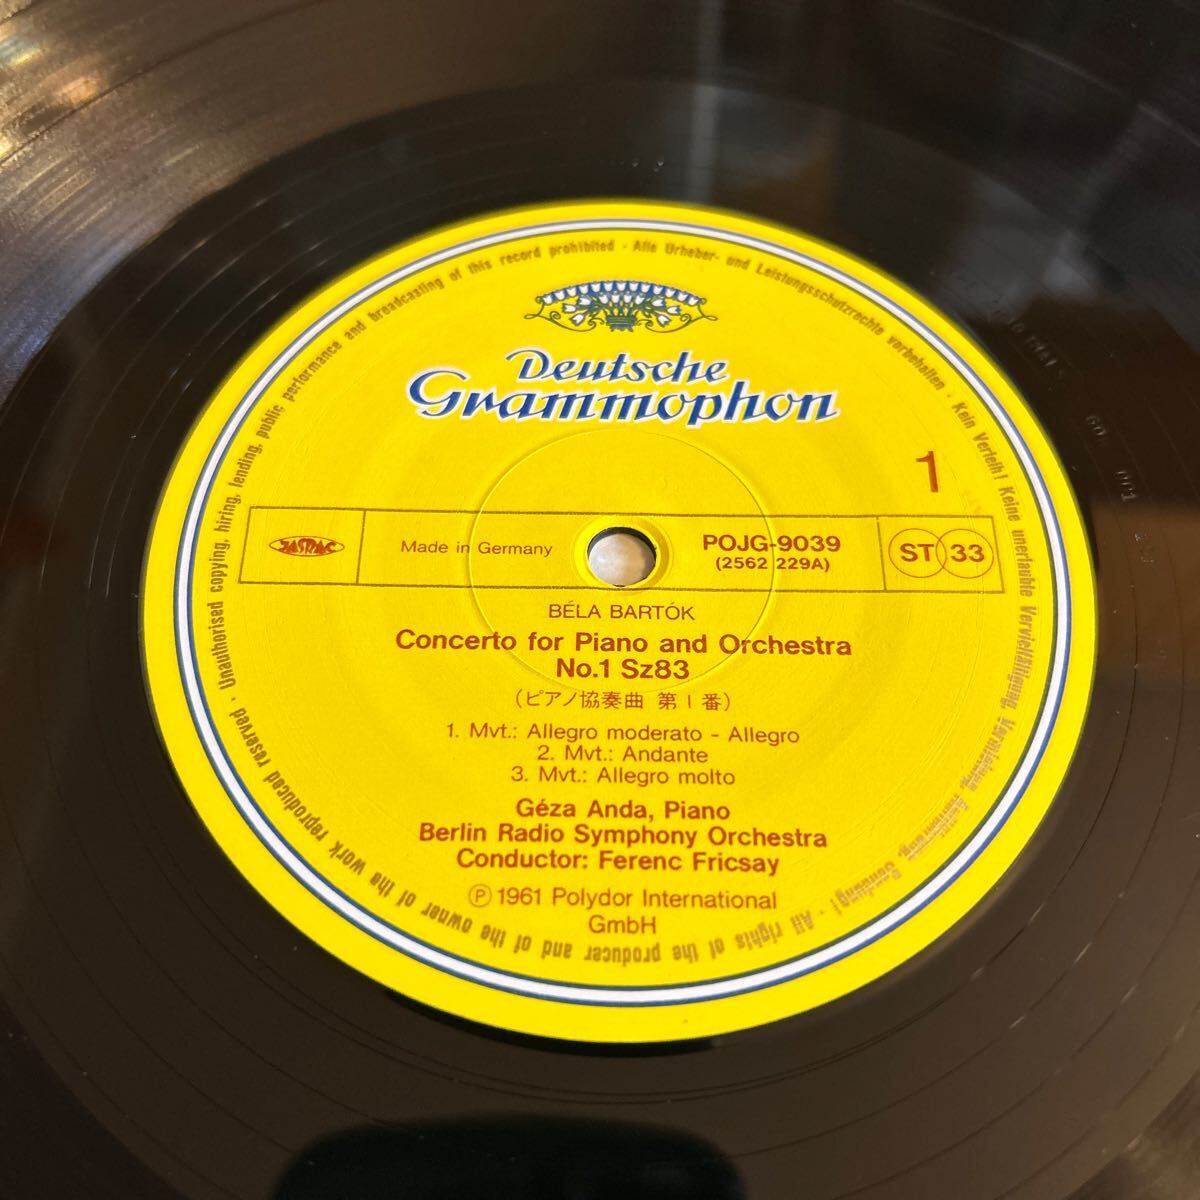 Deutsche
Grammophon
1
JASRAC
Made in Germany
POJG-9039
(2562 229A)
ST 33
BÉLA BARTÓK
Concerto for Piano and Orchestra
No.1 Sz83
(ピアノ協奏曲 第1番)
1. Mvt.: Allegro moderato - Allegro
2. Mvt.: Andante
3. Mvt.: Allegro molto
Géza Anda, Piano
Berlin Radio Symphony Orchestra
Conductor: Ferenc Fricsay
Ⓟ 1961 Polydor International
GmbH
All rights of the producer and of the owner of the work reproduced reserved · Unauthorised copying, hiring, lending, public performance and broadcasting of this record prohibited · Alle Urheber- und Leistungsschutzrechte vorbehalten · Kein Verleih! Keine unerlaubte Vervielfältigung, Vermietung,